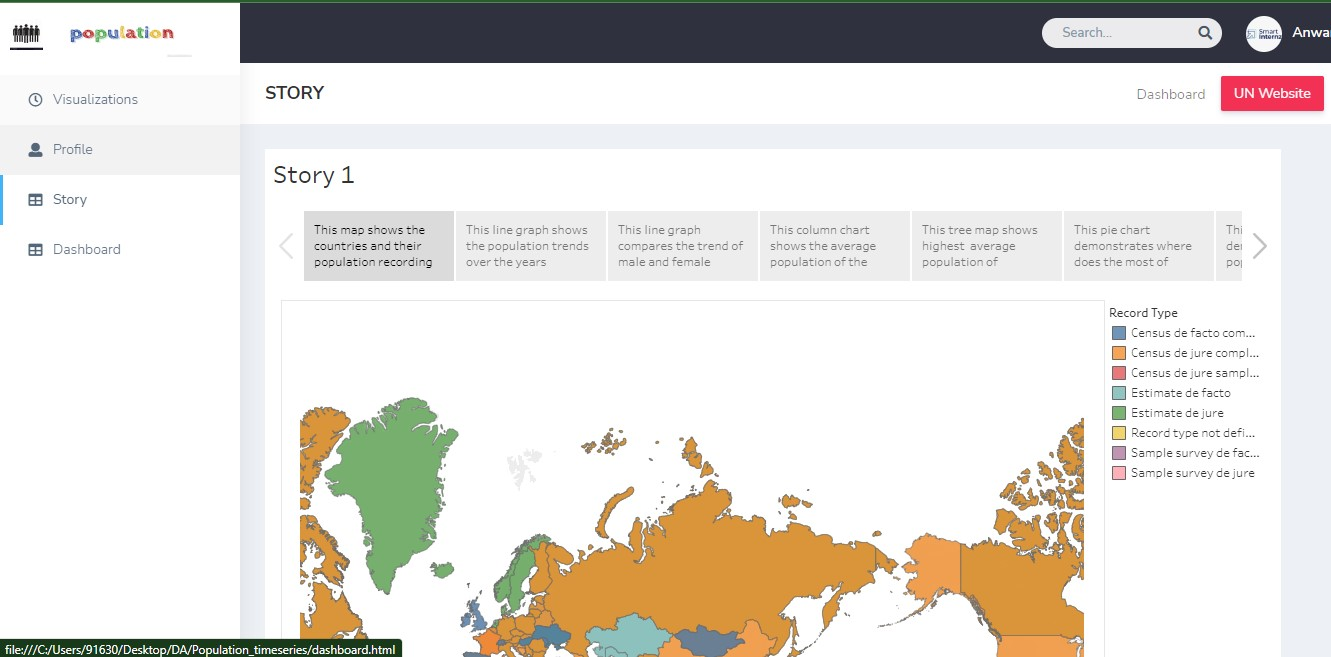 population
Search...
Anwa
Visualizations
Profile
Story
Dashboard
STORY
Dashboard
UN Website
Story 1
This map shows the
countries and their
population recording
This line graph shows
the population trends
over the years
This line graph
compares the trend of
male and female
This column chart
shows the average
population of the
This tree map shows
highest average
population of
This pie chart
demonstrates where
does the most of
Record Type
Census de facto com...
Census de jure compl...
Census de jure sampl...
Estimate de facto
Estimate de jure
Record type not defi...
Sample survey de fac...
Sample survey de jure
file:///C:/Users/91630/Desktop/DA/Population_timeseries/dashboard.html